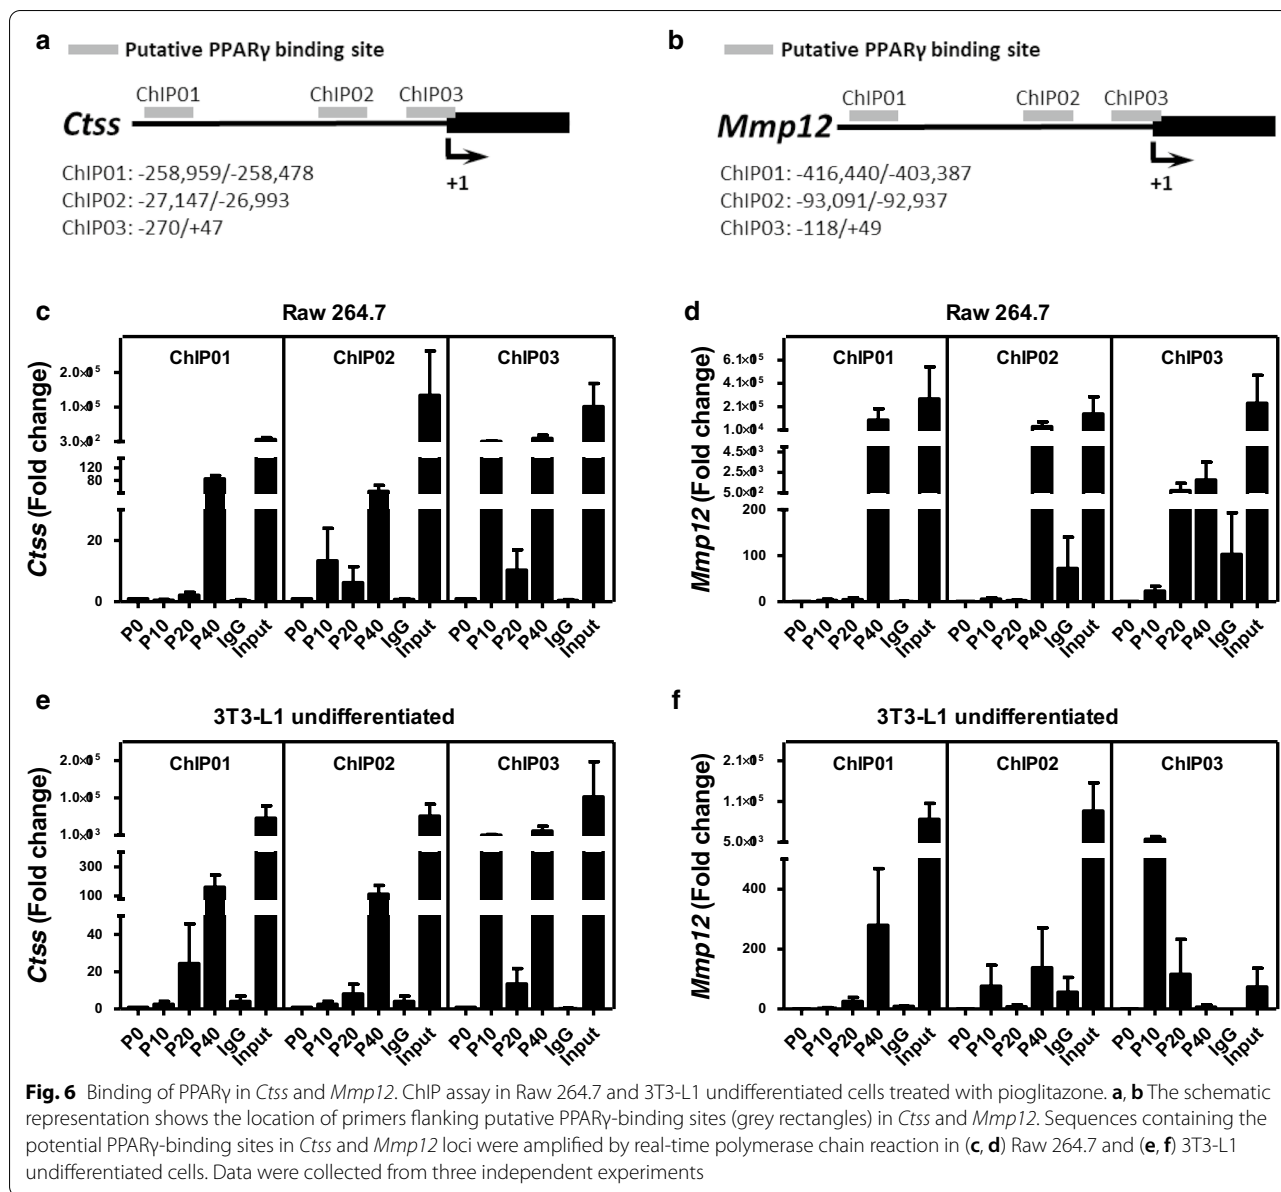 a
Putative PPARγ binding site
ChIP01 ChIP02 ChIP03
Ctss
+1
ChIP01: -258,959/-258,478
ChIP02: -27,147/-26,993
ChIP03: -270/+47
b
Putative PPARγ binding site
ChIP01 ChIP02 ChIP03
Mmp12
+1
ChIP01: -416,440/-403,387
ChIP02: -93,091/-92,937
ChIP03: -118/+49
c
Raw 264.7
Ctss (Fold change)
ChIP01 ChIP02 ChIP03
2.0×10⁵
1.0×10⁵
3.0×10²
120
80
20
0
P0 P10 P20 P40 IgG Input P0 P10 P20 P40 IgG Input P0 P10 P20 P40 IgG Input
d
Raw 264.7
Mmp12 (Fold change)
ChIP01 ChIP02 ChIP03
6.1×10⁵
4.1×10⁵
2.1×10⁵
1.0×10⁴
4.5×10³
2.5×10³
5.0×10²
200
100
0
P0 P10 P20 P40 IgG Input P0 P10 P20 P40 IgG Input P0 P10 P20 P40 IgG Input
e
3T3-L1 undifferentiated
Ctss (Fold change)
ChIP01 ChIP02 ChIP03
2.0×10⁵
1.0×10⁵
1.0×10³
300
100
40
20
0
P0 P10 P20 P40 IgG Input P0 P10 P20 P40 IgG Input P0 P10 P20 P40 IgG Input
f
3T3-L1 undifferentiated
Mmp12 (Fold change)
ChIP01 ChIP02 ChIP03
2.1×10⁵
1.1×10⁵
5.0×10³
400
200
0
P0 P10 P20 P40 IgG Input P0 P10 P20 P40 IgG Input P0 P10 P20 P40 IgG Input
Fig. 6 Binding of PPARγ in Ctss and Mmp12. ChIP assay in Raw 264.7 and 3T3-L1 undifferentiated cells treated with pioglitazone. a, b The schematic
representation shows the location of primers flanking putative PPARγ-binding sites (grey rectangles) in Ctss and Mmp12. Sequences containing the
potential PPARγ-binding sites in Ctss and Mmp12 loci were amplified by real-time polymerase chain reaction in (c, d) Raw 264.7 and (e, f) 3T3-L1
undifferentiated cells. Data were collected from three independent experiments